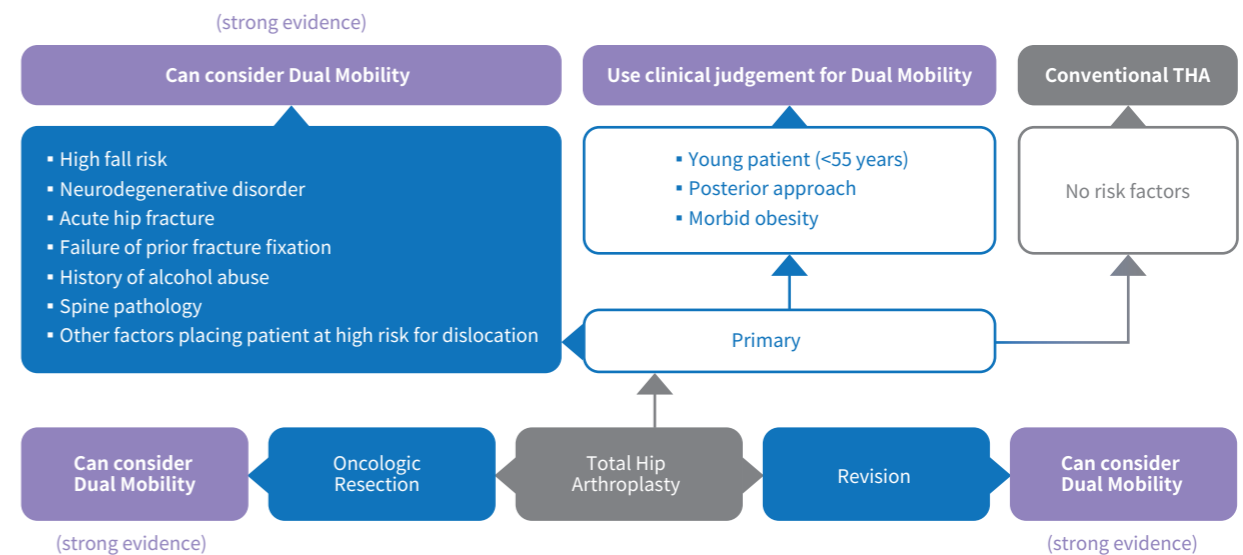 (strong evidence)
Can consider Dual Mobility
Use clinical judgement for Dual Mobility
Conventional THA
▪ High fall risk
▪ Neurodegenerative disorder
▪ Acute hip fracture
▪ Failure of prior fracture fixation
▪ History of alcohol abuse
▪ Spine pathology
▪ Other factors placing patient at high risk for dislocation
▪ Young patient (<55 years)
▪ Posterior approach
▪ Morbid obesity
No risk factors
Primary
Can consider
Dual Mobility
Oncologic
Resection
Total Hip
Arthroplasty
Revision
Can consider
Dual Mobility
(strong evidence)
(strong evidence)